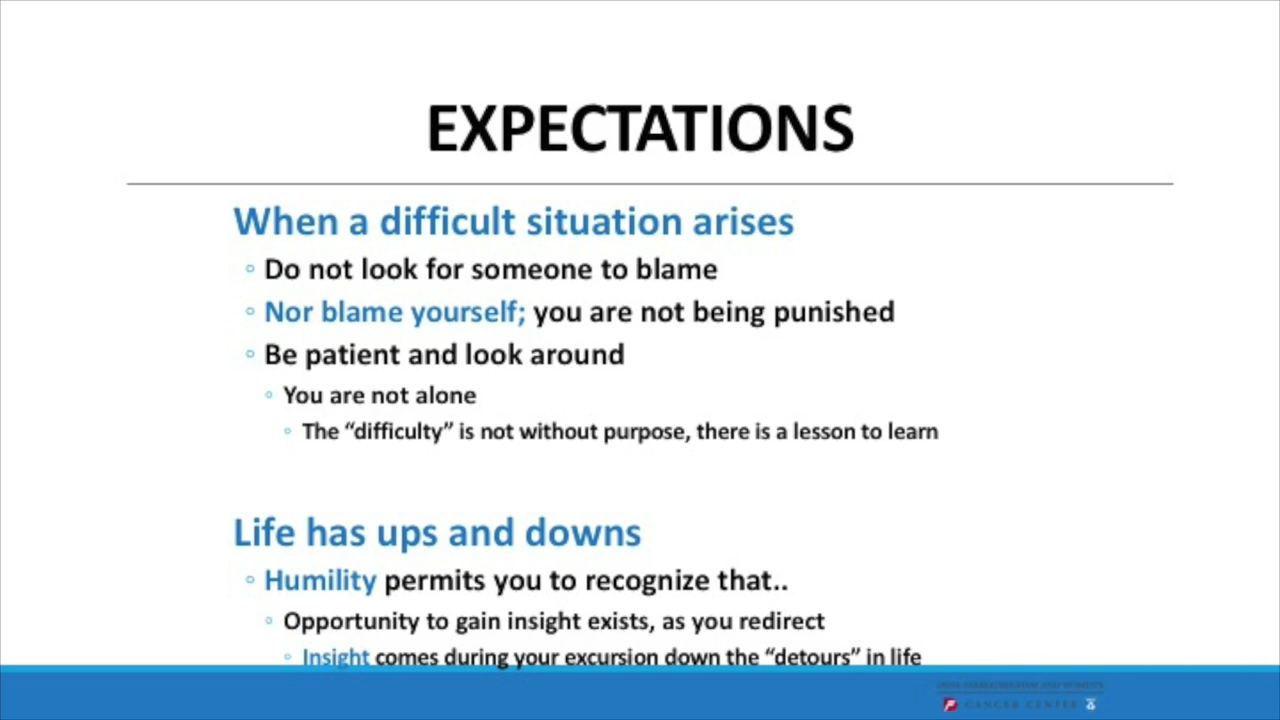 EXPECTATIONS
When a difficult situation arises
◦ Do not look for someone to blame
◦ Nor blame yourself; you are not being punished
◦ Be patient and look around
◦ You are not alone
◦ The “difficulty” is not without purpose, there is a lesson to learn
Life has ups and downs
◦ Humility permits you to recognize that..
◦ Opportunity to gain insight exists, as you redirect
◦ Insight comes during your excursion down the “detours” in life
CANCER CENTER